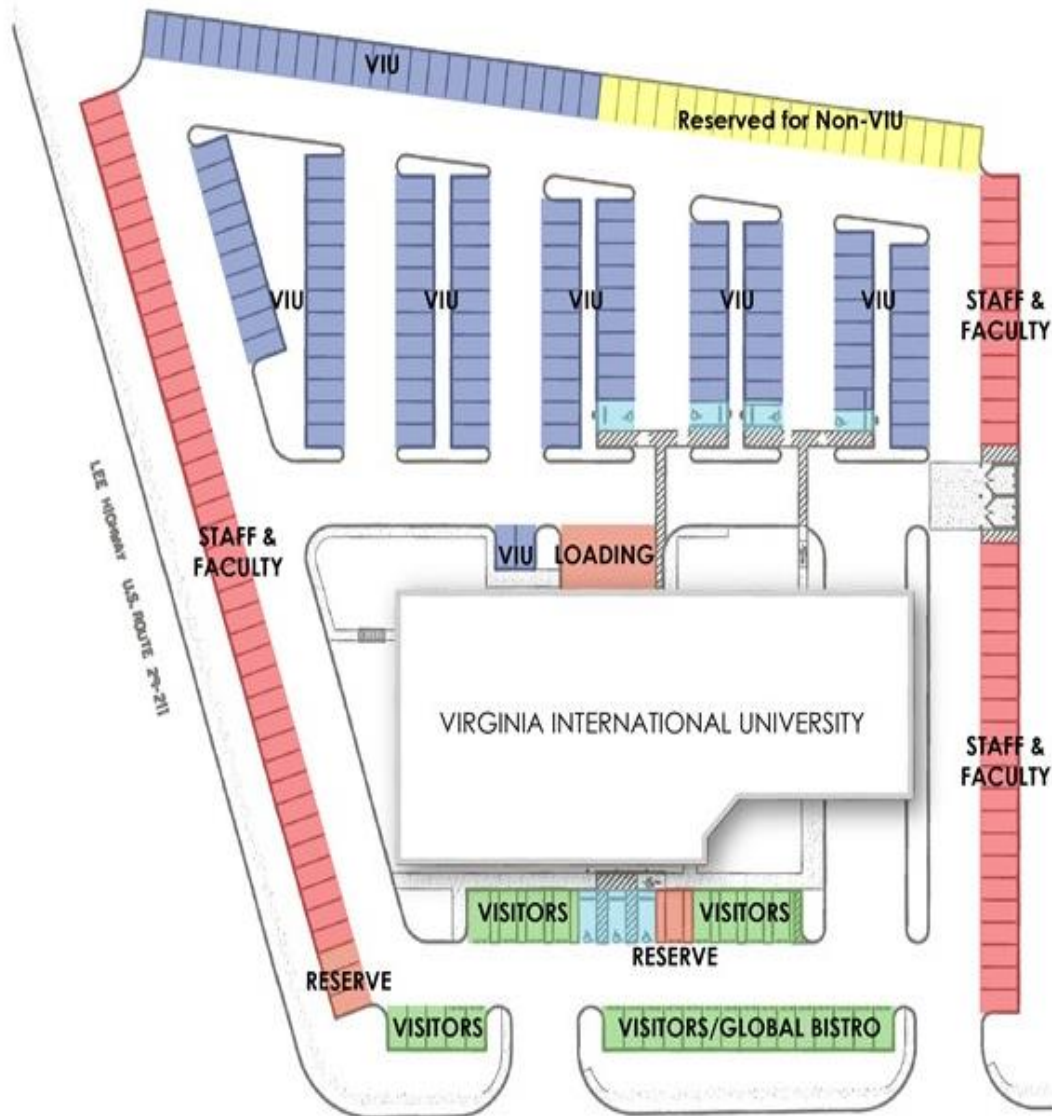 VIU
Reserved for Non-VIU
VIU
VIU
VIU
VIU
VIU
STAFF &
FACULTY
LEE HIGHWAY U.S. ROUTE 29-211
STAFF &
FACULTY
VIU
LOADING
VIRGINIA INTERNATIONAL UNIVERSITY
STAFF &
FACULTY
VISITORS
VISITORS
RESERVE
RESERVE
VISITORS
VISITORS/GLOBAL BISTRO